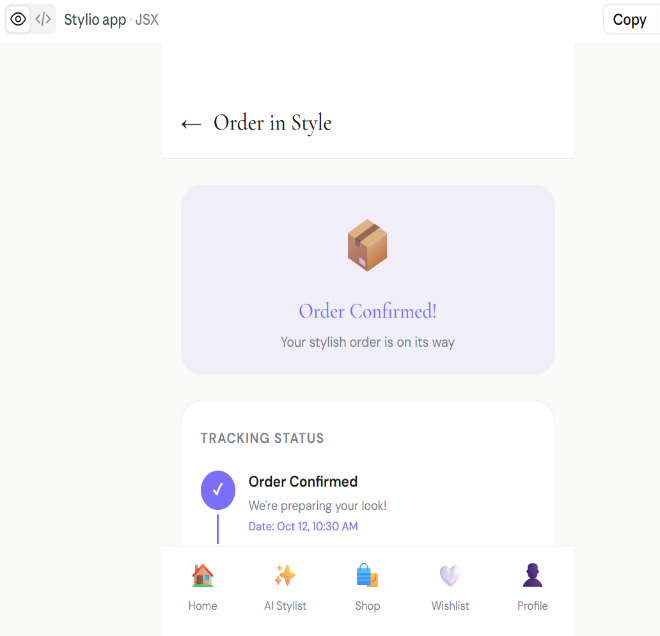 Stylio app · JSX
Copy
← Order in Style
Order Confirmed!
Your stylish order is on its way
TRACKING STATUS
Order Confirmed
We're preparing your look!
Date: Oct 12, 10:30 AM
Home AI Stylist Shop Wishlist Profile